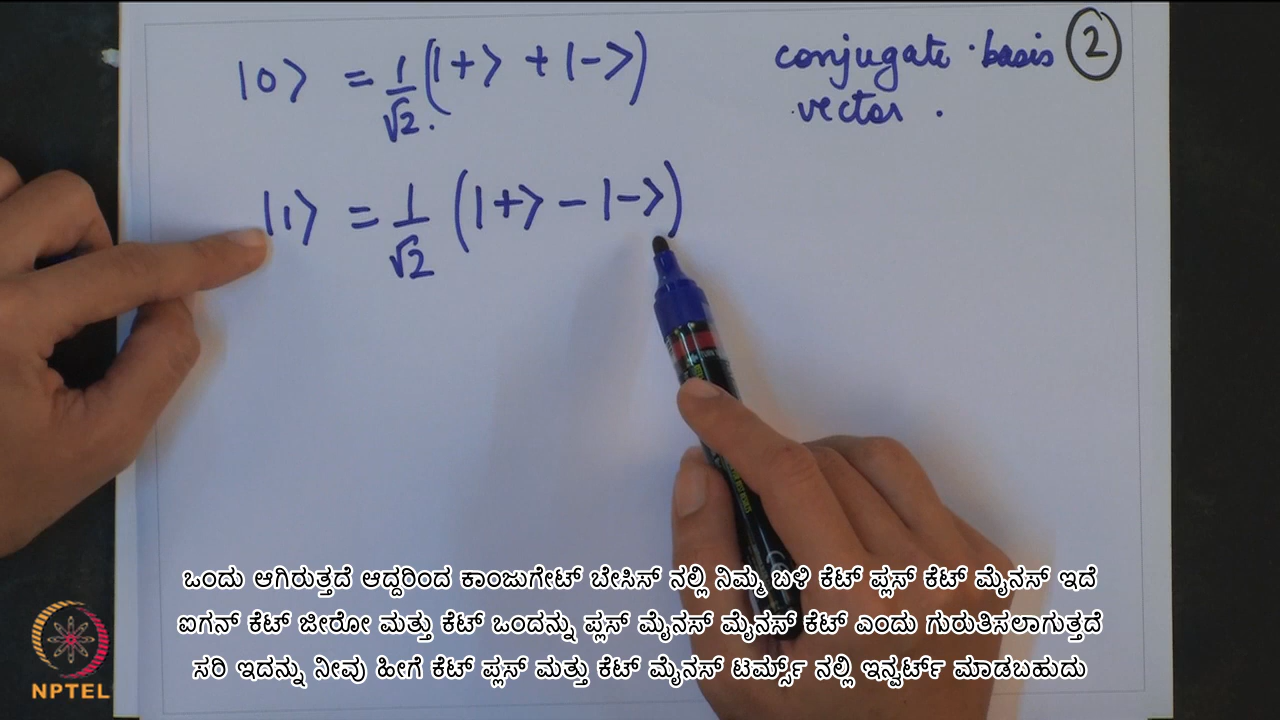 |0⟩ = 1/√2 (|+⟩ + |-⟩)
conjugate basis
vector .
2
|1⟩ = 1/√2 (|+⟩ - |-⟩)
ಒಂದು ಆಗಿರುತ್ತದೆ ಆದ್ದರಿಂದ ಕಾಂಜುಗೇಟ್ ಬೇಸಿಸ್ ನಲ್ಲಿ ನಿಮ್ಮ ಬಳಿ ಕೆಟ್ ಪ್ಲಸ್ ಕೆಟ್ ಮೈನಸ್ ಇದೆ
ಐಗನ್ ಕೆಟ್ ಜೀರೋ ಮತ್ತು ಕೆಟ್ ಒಂದನ್ನು ಪ್ಲಸ್ ಮೈನಸ್ ಮೈನಸ್ ಕೆಟ್ ಎಂದು ಗುರುತಿಸಲಾಗುತ್ತದೆ
ಸರಿ ಇದನ್ನು ನೀವು ಹೀಗೆ ಕೆಟ್ ಪ್ಲಸ್ ಮತ್ತು ಕೆಟ್ ಮೈನಸ್ ಟರ್ಮ್ಸ್ ನಲ್ಲಿ ಇನ್ವರ್ಟ್ ಮಾಡಬಹುದು
NPTEL